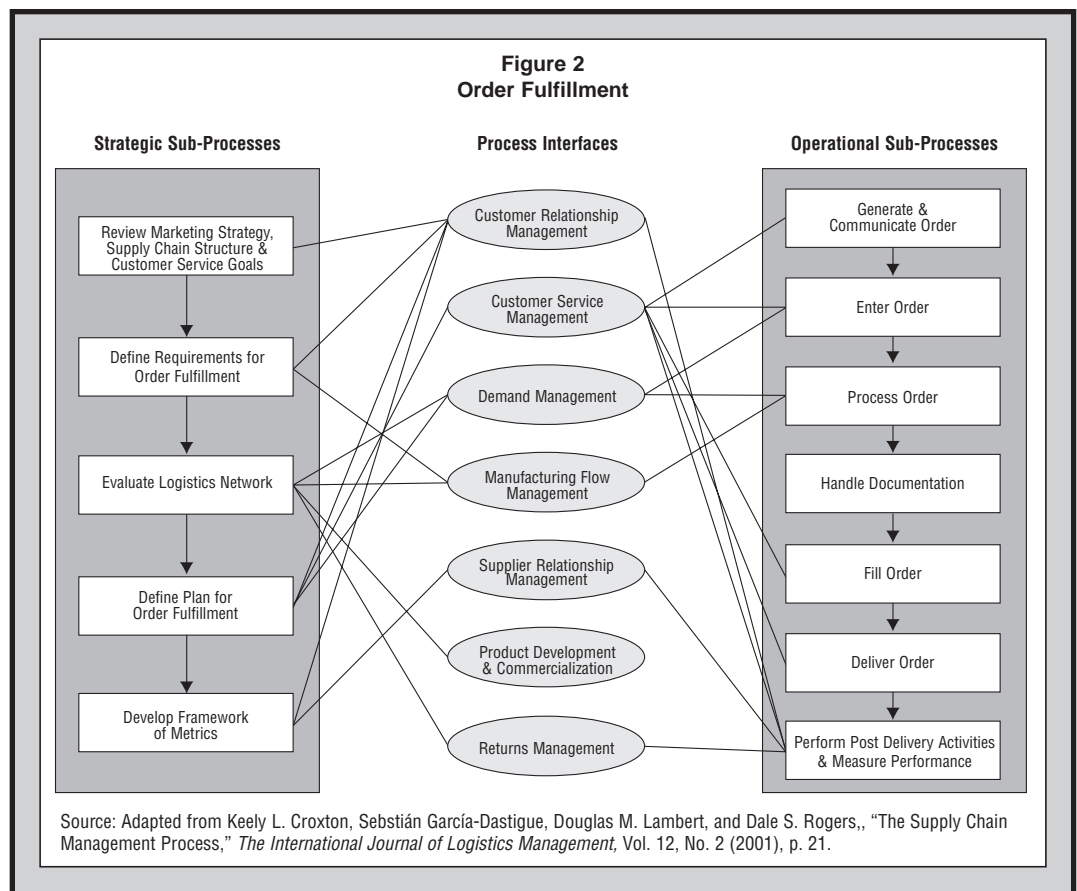 Figure 2
Order Fulfillment
Strategic Sub-Processes
Process Interfaces
Operational Sub-Processes
Review Marketing Strategy,
Supply Chain Structure &
Customer Service Goals
Define Requirements for
Order Fulfillment
Evaluate Logistics Network
Define Plan for
Order Fulfillment
Develop Framework
of Metrics
Customer Relationship
Management
Customer Service
Management
Demand Management
Manufacturing Flow
Management
Supplier Relationship
Management
Product Development
& Commercialization
Returns Management
Generate &
Communicate Order
Enter Order
Process Order
Handle Documentation
Fill Order
Deliver Order
Perform Post Delivery Activities
& Measure Performance
Source: Adapted from Keely L. Croxton, Sebstián García-Dastigue, Douglas M. Lambert, and Dale S. Rogers,, “The Supply Chain
Management Process,” The International Journal of Logistics Management, Vol. 12, No. 2 (2001), p. 21.